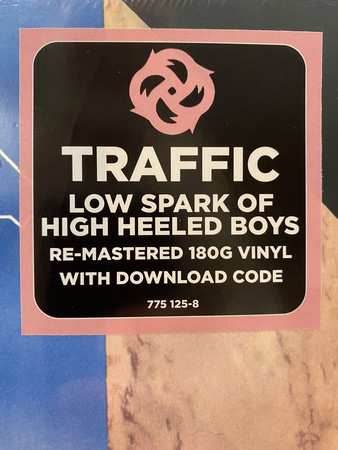 TRAFFIC
LOW SPARK OF
HIGH HEELED BOYS
RE-MASTERED 180G VINYL
WITH DOWNLOAD CODE
775 125-8